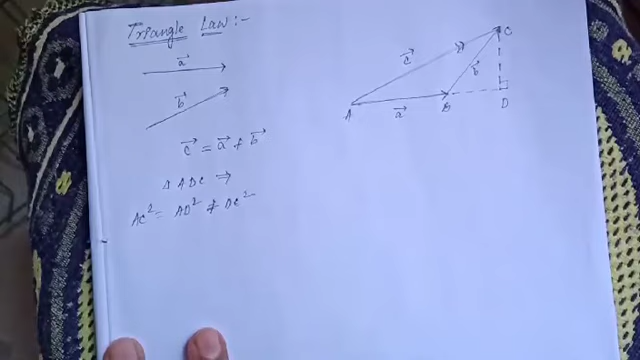 Triangle Law:-
a⃗
b⃗
c⃗ = a⃗ + b⃗
Δ ADC ⇒
AC² = AD² + DC²
C
c⃗
b⃗
A
a⃗
B
D